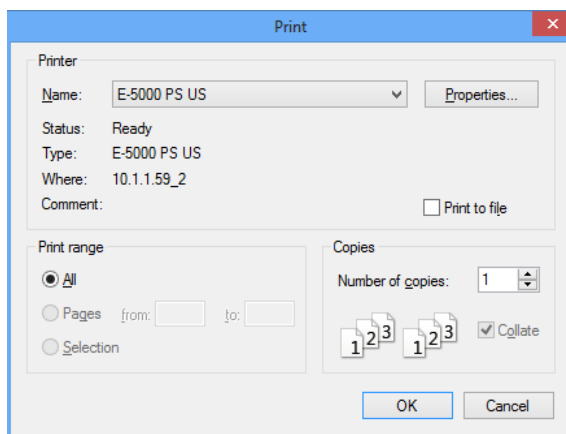 Print
Printer
Name: E-5000 PS US Properties...
Status: Ready
Type: E-5000 PS US
Where: 10.1.1.59_2
Comment:
Print to file
Print range
All
Pages from: to:
Selection
Copies
Number of copies: 1
1 2 3 1 2 3
Collate
OK Cancel